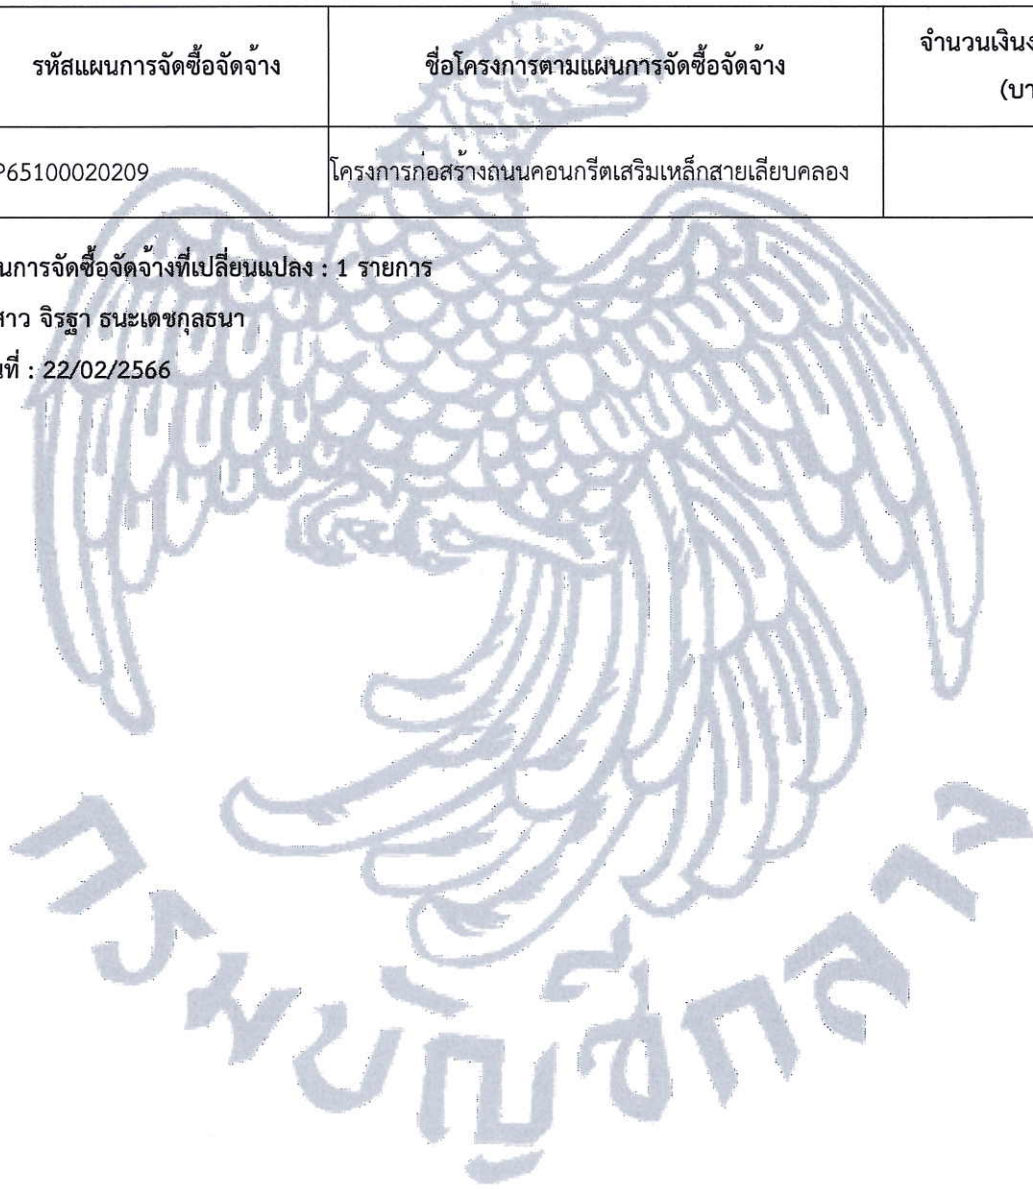 รหัสแผนการจัดซื้อจัดจ้าง ชื่อโครงการตามแผนการจัดซื้อจัดจ้าง จำนวนเงินง
(บา
P65100020209 โครงการก่อสร้างถนนคอนกรีตเสริมเหล็กสายเลียบคลอง
นการจัดซื้อจัดจ้างที่เปลี่ยนแปลง : 1 รายการ
สาว จิรฐา ธนะเดชกุลธนา
ที่ : 22/02/2566
กรมบัญชีกลาง